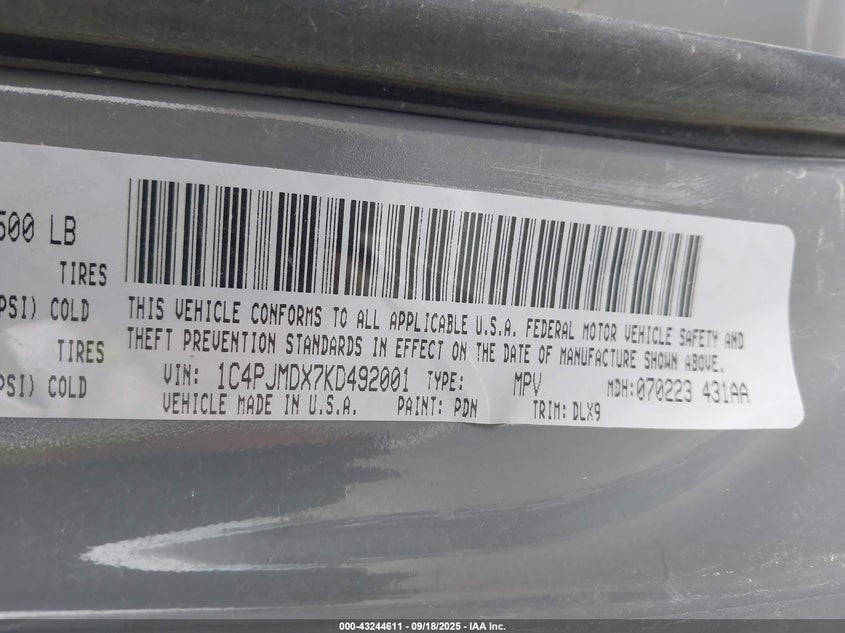 500 LB
TIRES
PSI) COLD
TIRES
PSI) COLD
THIS VEHICLE CONFORMS TO ALL APPLICABLE U.S.A. FEDERAL MOTOR VEHICLE SAFETY AND
THEFT PREVENTION STANDARDS IN EFFECT ON THE DATE OF MANUFACTURE SHOWN ABOVE.
VIN: 1C4PJMDX7KD492001 TYPE: MPV MDH:070223 431AA
VEHICLE MADE IN U.S.A. PAINT: PDN TRIM: DLX9
000-43244611 - 09/18/2025 - IAA Inc.